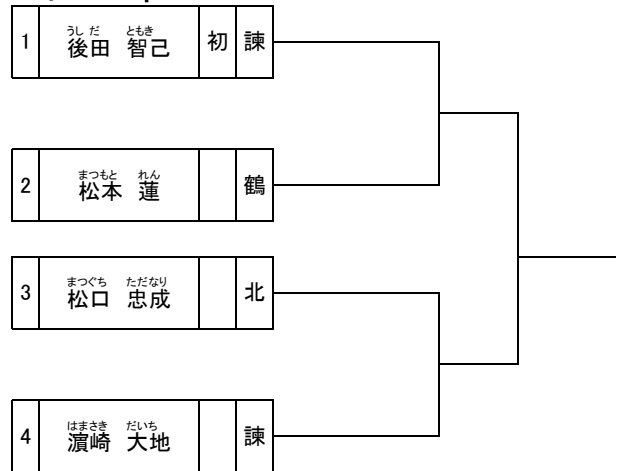 うしだ ともき
1 後田 智己 初 諫
まつもと れん
2 松本 蓮 鶴
まつぐち ただなり
3 松口 忠成 北
はまさき だいち
4 濵崎 大地 諫